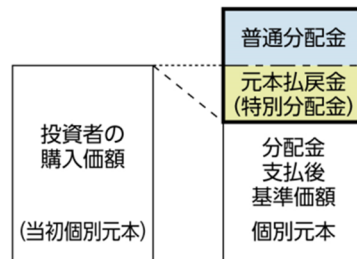 普通分配金
元本払戻金
(特別分配金)
投資者の
購入価額
(当初個別元本)
分配金
支払後
基準価額
個別元本